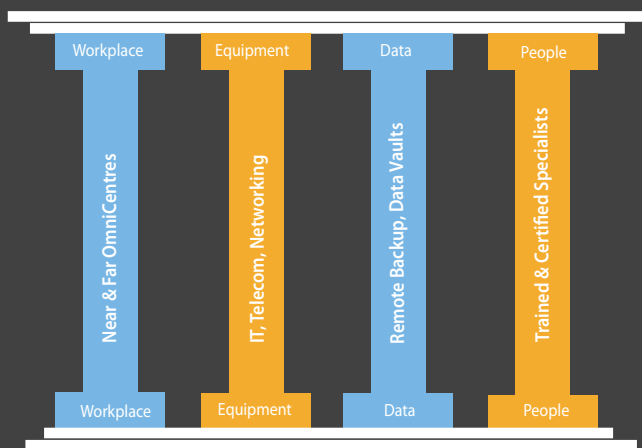 Workplace
Equipment
Data
People
Near & Far OmniCentres
IT, Telecom, Networking
Remote Backup, Data Vaults
Trained & Certified Specialists
Workplace
Equipment
Data
People